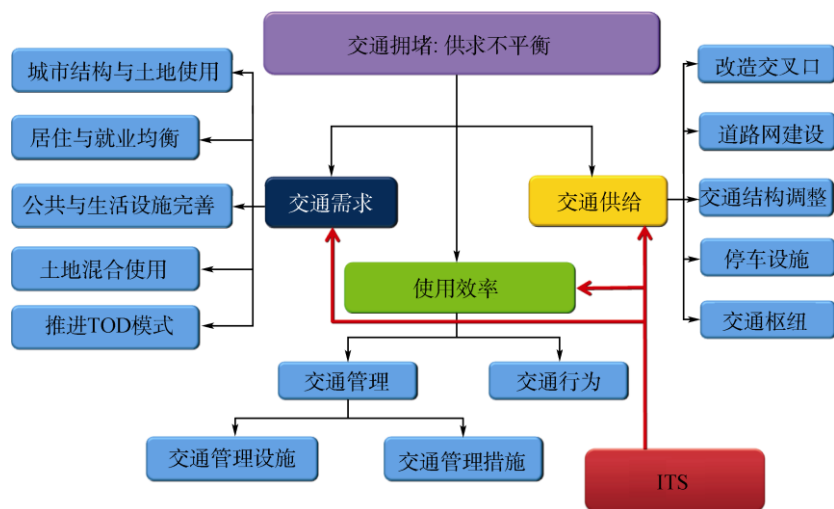 交通拥堵: 供求不平衡
城市结构与土地使用
居住与就业均衡
公共与生活设施完善
土地混合使用
推进TOD模式
交通需求
交通供给
使用效率
改造交叉口
道路网建设
交通结构调整
停车设施
交通枢纽
交通管理
交通行为
交通管理设施
交通管理措施
ITS